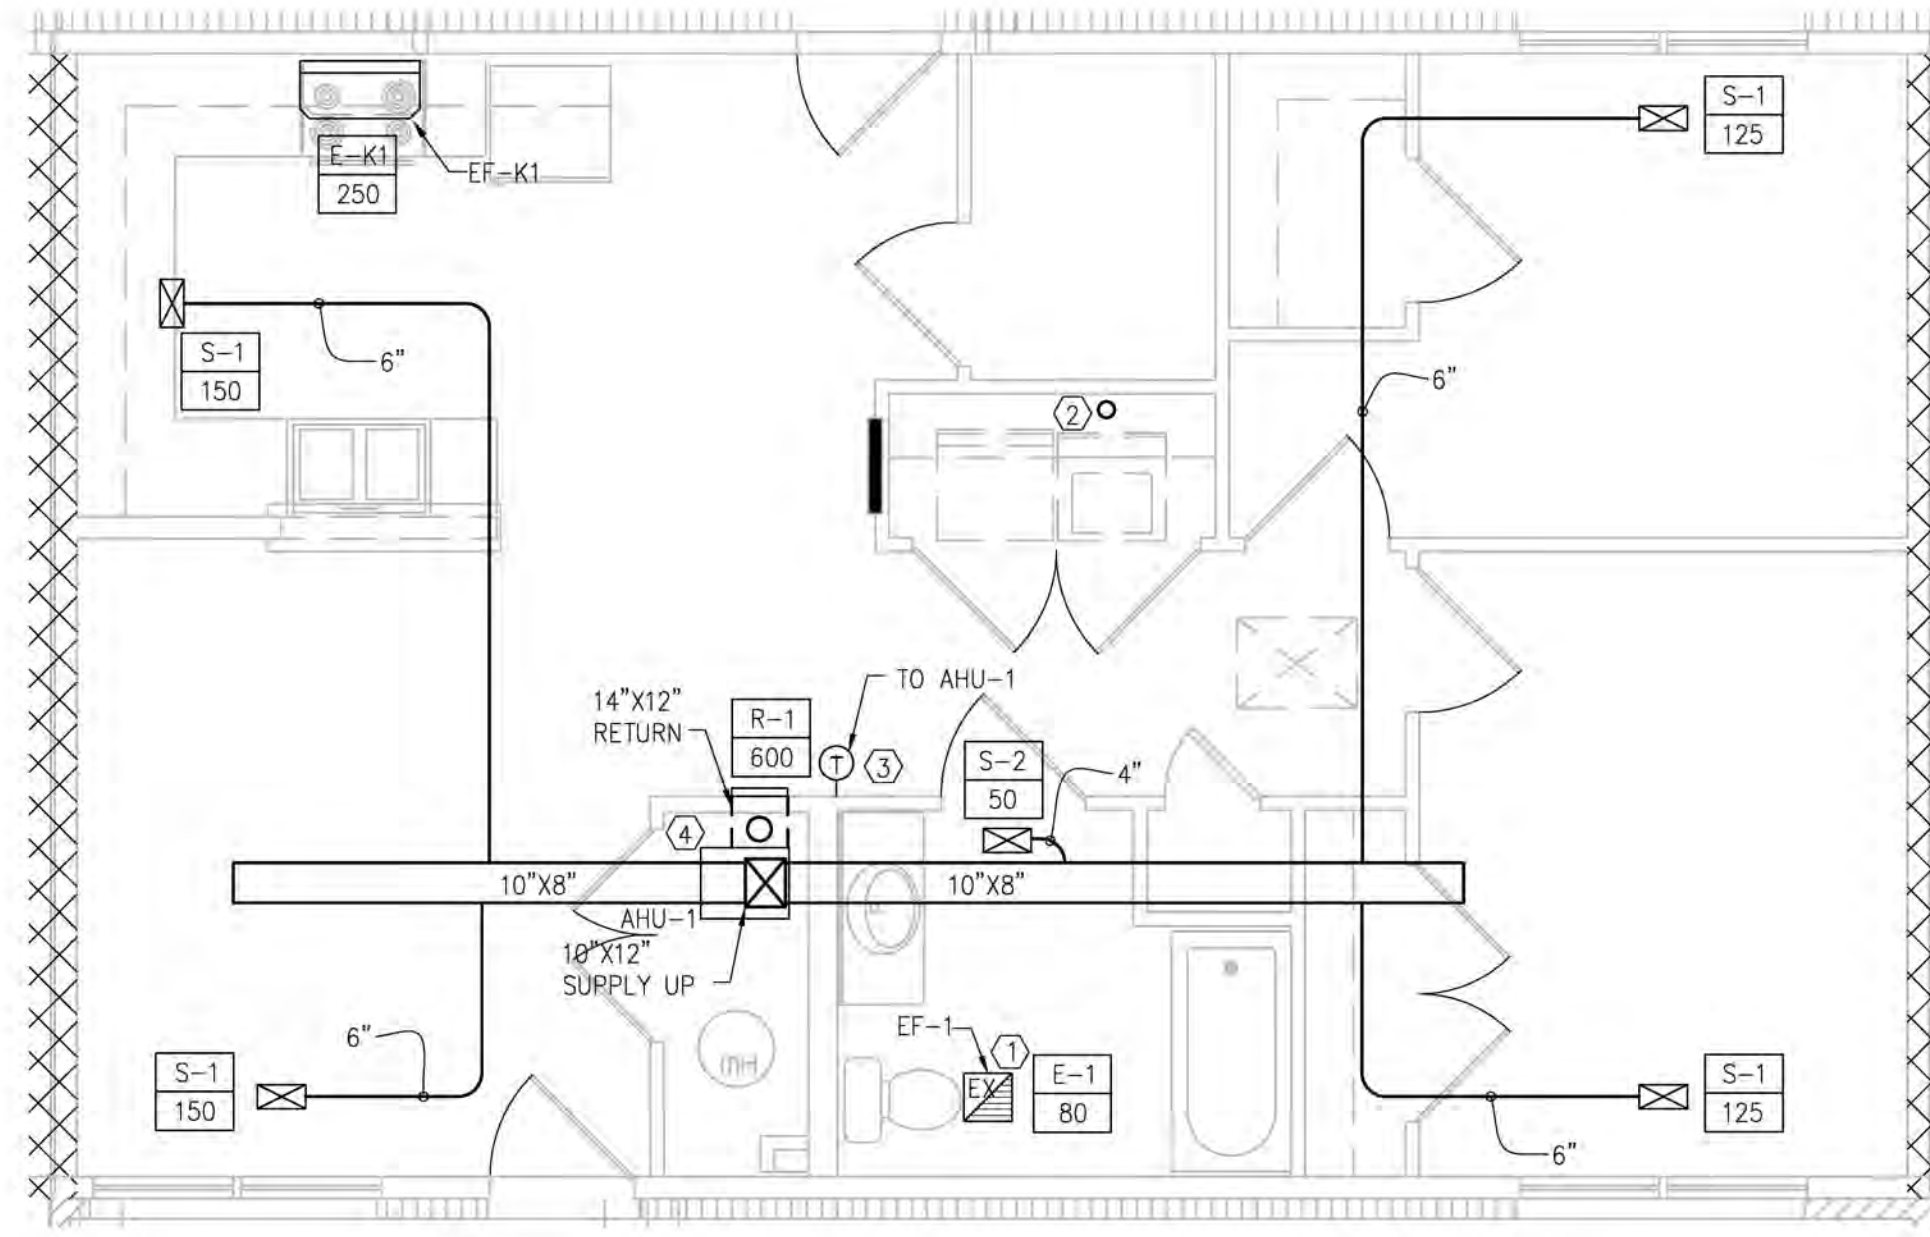 S-1
125
E-K1
250
EF-K1
S-1
150
6"
6"
2
TO AHU-1
14"X12"
RETURN
R-1
600
T
3
S-2
50
4"
4
10"X8"
10"X8"
AHU-1
10"X12"
SUPPLY UP
6"
EF-1
1
EX
E-1
80
S-1
150
S-1
125
6"